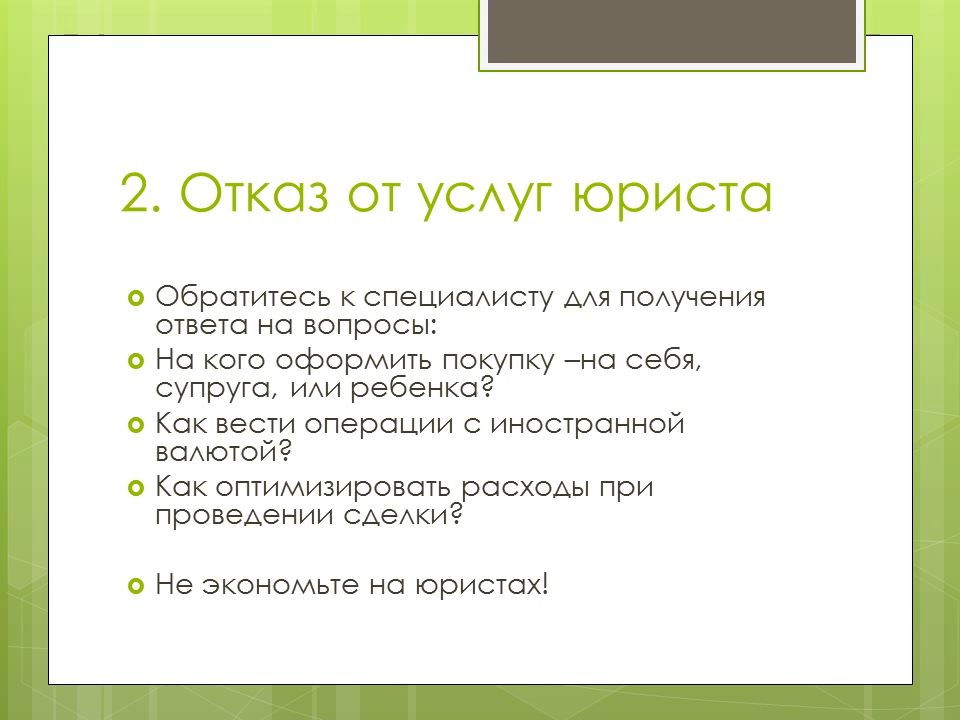 2. Отказ от услуг юриста
Обратитесь к специалисту для получения
ответа на вопросы:
На кого оформить покупку –на себя,
супруга, или ребенка?
Как вести операции с иностранной
валютой?
Как оптимизировать расходы при
проведении сделки?
Не экономьте на юристах!